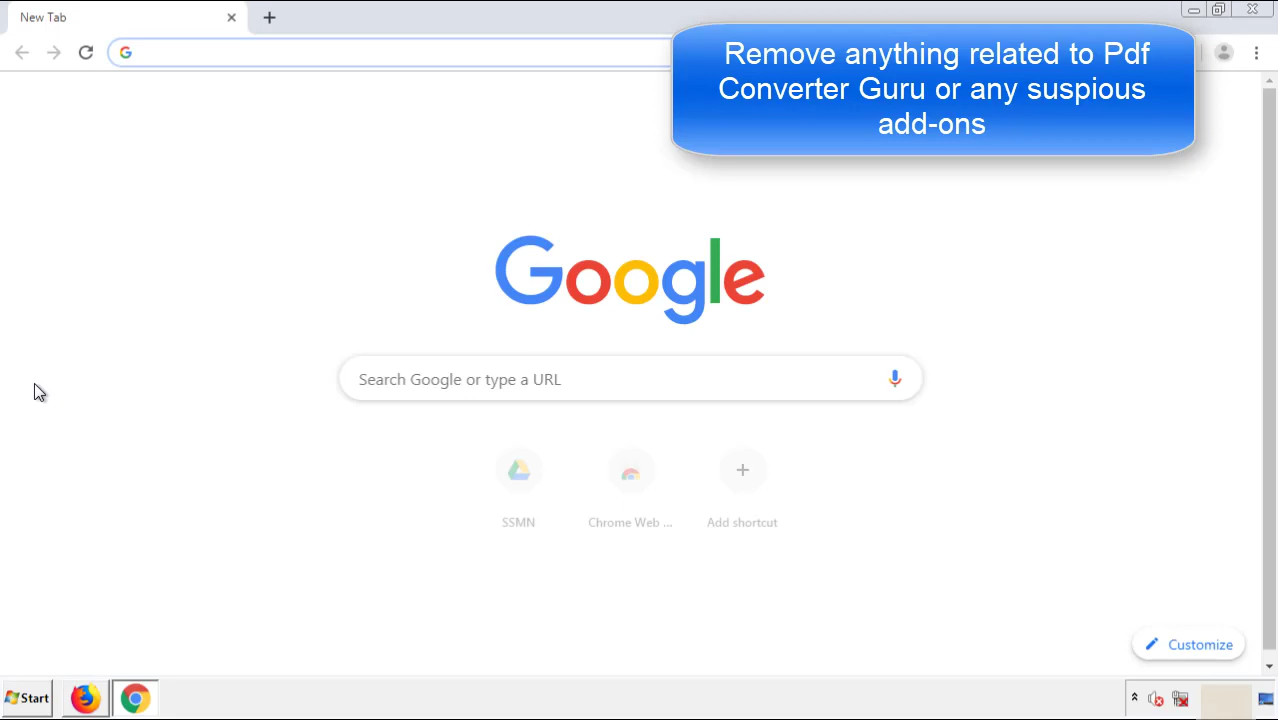 New Tab
Remove anything related to Pdf
Converter Guru or any suspious
add-ons
Google
Search Google or type a URL
SSMN
Chrome Web ...
Add shortcut
Customize
Start